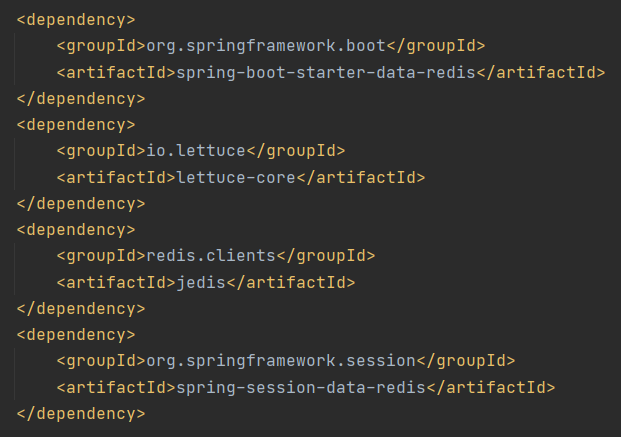 <dependency>
    <groupId>org.springframework.boot</groupId>
    <artifactId>spring-boot-starter-data-redis</artifactId>
</dependency>
<dependency>
    <groupId>io.lettuce</groupId>
    <artifactId>lettuce-core</artifactId>
</dependency>
<dependency>
    <groupId>redis.clients</groupId>
    <artifactId>jedis</artifactId>
</dependency>
<dependency>
    <groupId>org.springframework.session</groupId>
    <artifactId>spring-session-data-redis</artifactId>
</dependency>